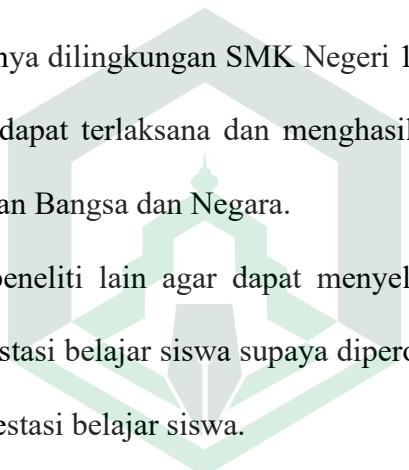 nya dilingkungan SMK Negeri 1
dapat terlaksana dan menghasil
an Bangsa dan Negara.
peneliti lain agar dapat menyel
stasi belajar siswa supaya diper
estasi belajar siswa.